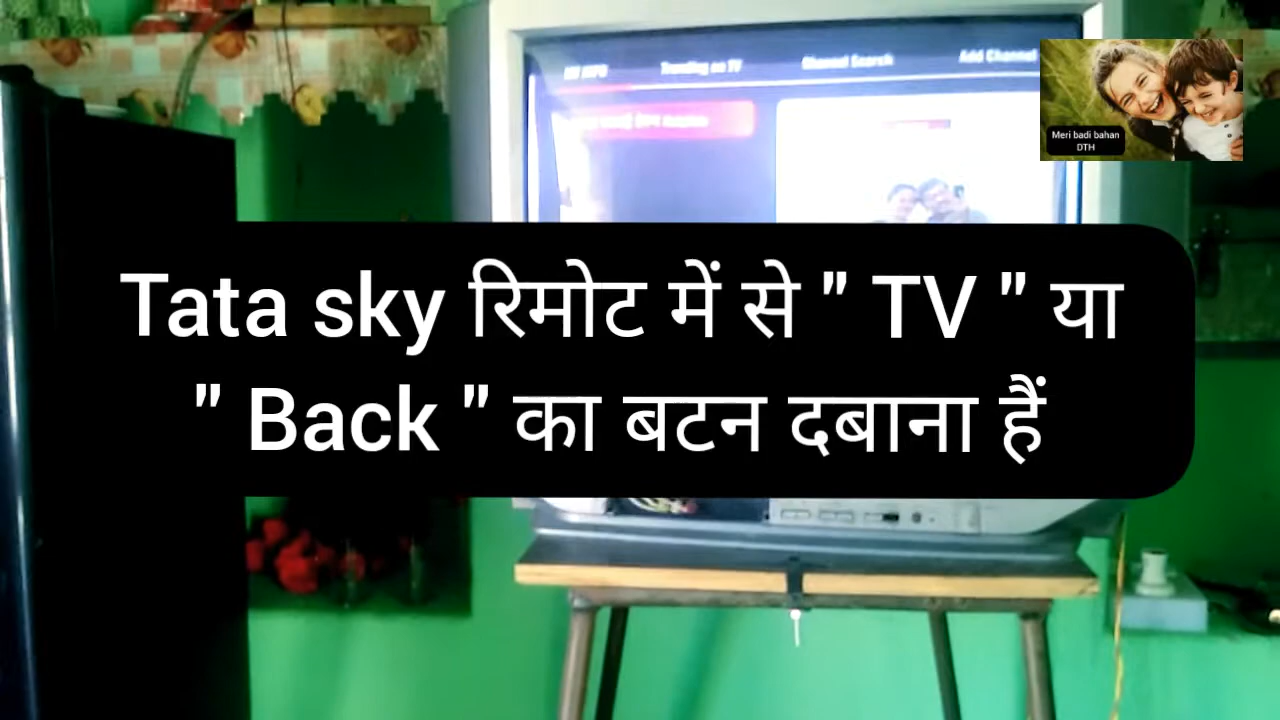 Trending on TV
Channel Search
Add Channel
Meri badi bahan
DTH
Tata sky रिमोट में से " TV " या
" Back " का बटन दबाना हैं